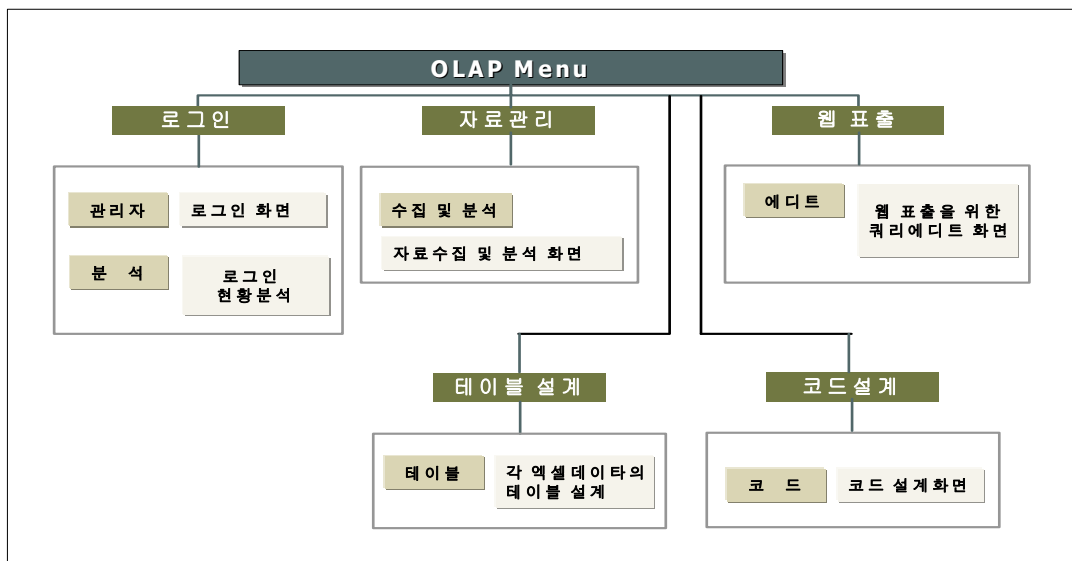 OLAP Menu
로그인
자료관리
웹 표출
관리자
로그인 화면
분 석
로그인
현황분석
수집 및 분석
자료수집 및 분석 화면
에디트
웹 표출을 위한
쿼리에디트 화면
테이블 설계
코드설계
테이블
각 엑셀데이타의
테이블 설계
코 드
코드 설계화면